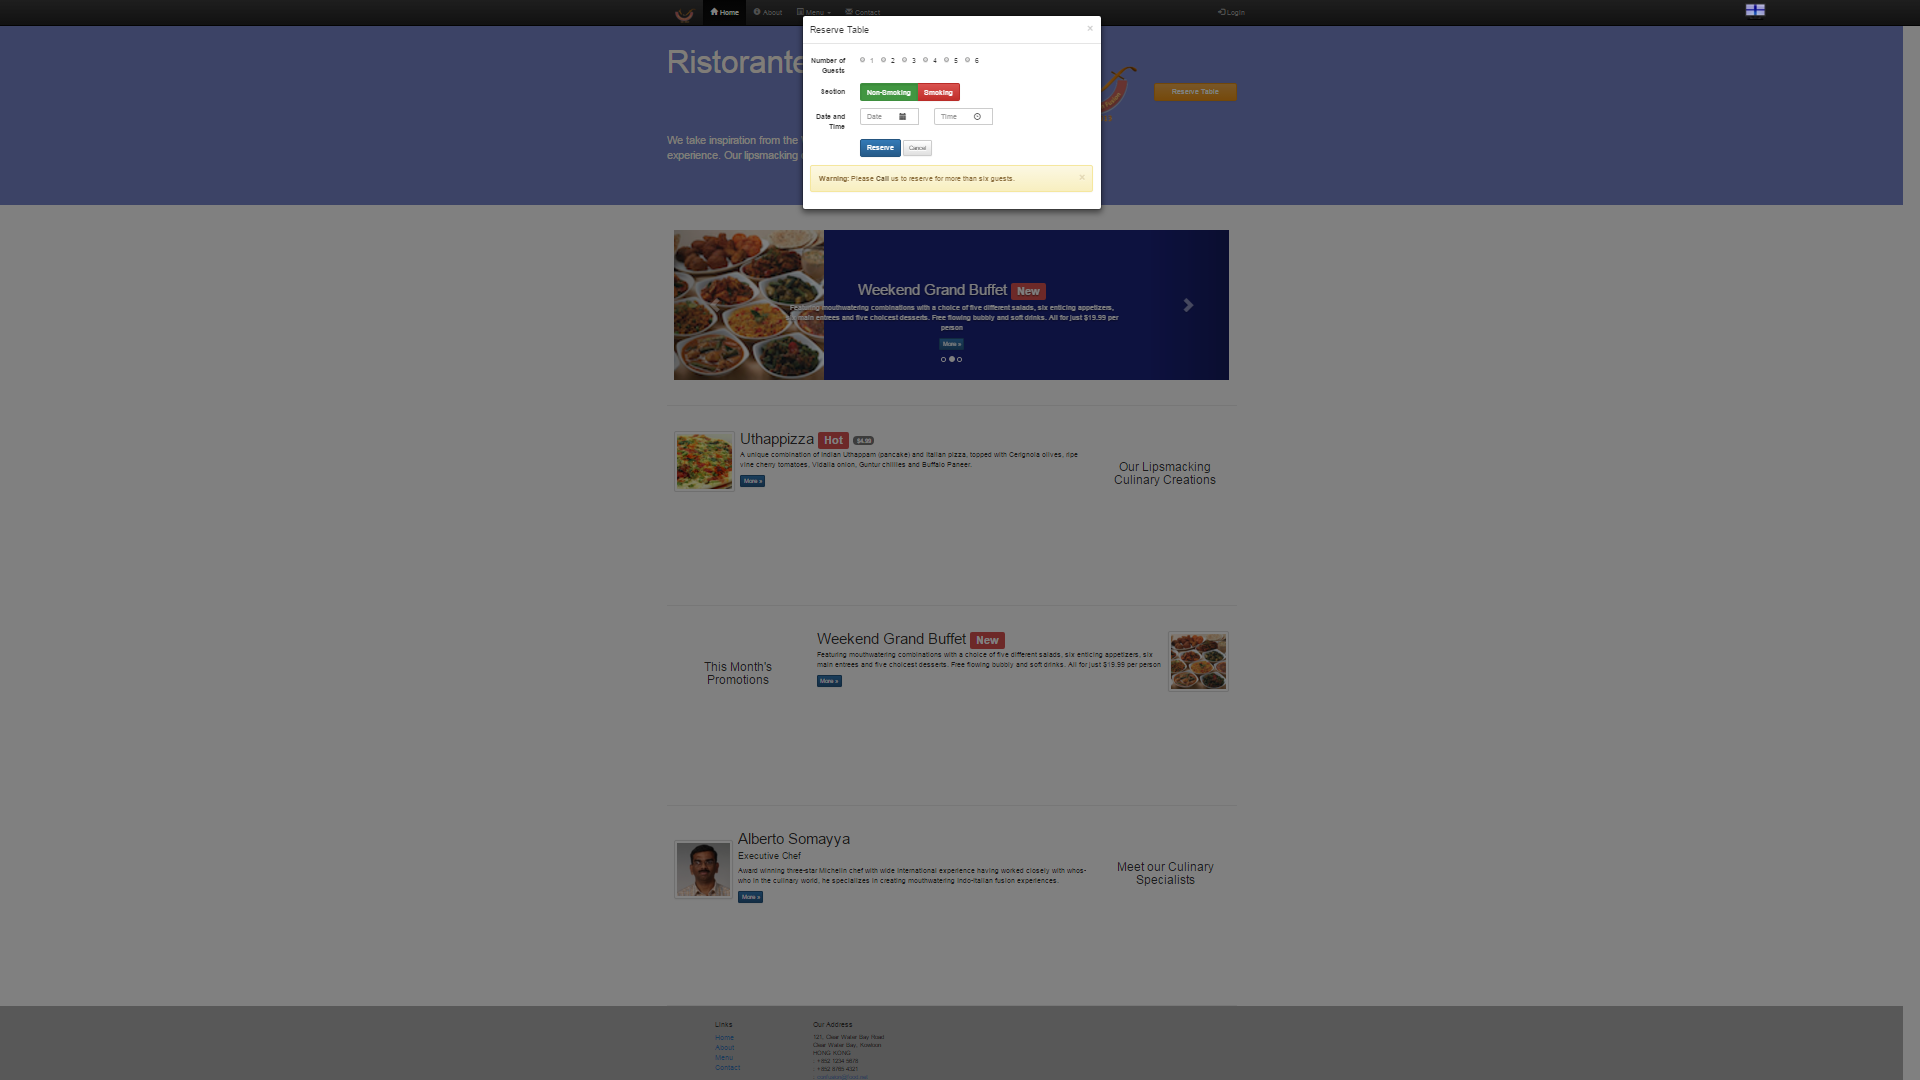 Home About Menu Contact Login
Reserve Table ×
Number of Guests 1 2 3 4 5 6
Section Non-Smoking Smoking
Date and Time Date Time
Reserve Cancel
Warning: Please Call us to reserve for more than six guests. ×
Ristorante
Reserve Table
We take inspiration from the
experience. Our lipsmacking
Weekend Grand Buffet New
Featuring mouthwatering combinations with a choice of five different salads, six enticing appetizers,
six main entrees and five choicest desserts. Free flowing bubbly and soft drinks. All for just $19.99 per
person
More »
Uthappizza Hot $4.99
A unique combination of Indian Uthappam (pancake) and Italian pizza, topped with Cerignola olives, ripe
vine cherry tomatoes, Vidalia onion, Guntur chillies and Buffalo Paneer.
More »
Our Lipsmacking
Culinary Creations
This Month's
Promotions
Weekend Grand Buffet New
Featuring mouthwatering combinations with a choice of five different salads, six enticing appetizers, six
main entrees and five choicest desserts. Free flowing bubbly and soft drinks. All for just $19.99 per person
More »
Alberto Somayya
Executive Chef
Award winning three-star Michelin chef with wide International experience having worked closely with whos-
who in the culinary world, he specializes in creating mouthwatering Indo-Italian fusion experiences.
More »
Meet our Culinary
Specialists
Links
Home
About
Menu
Contact
Our Address
121, Clear Water Bay Road
Clear Water Bay, Kowloon
HONG KONG
: +852 1234 5678
: +852 8765 4321